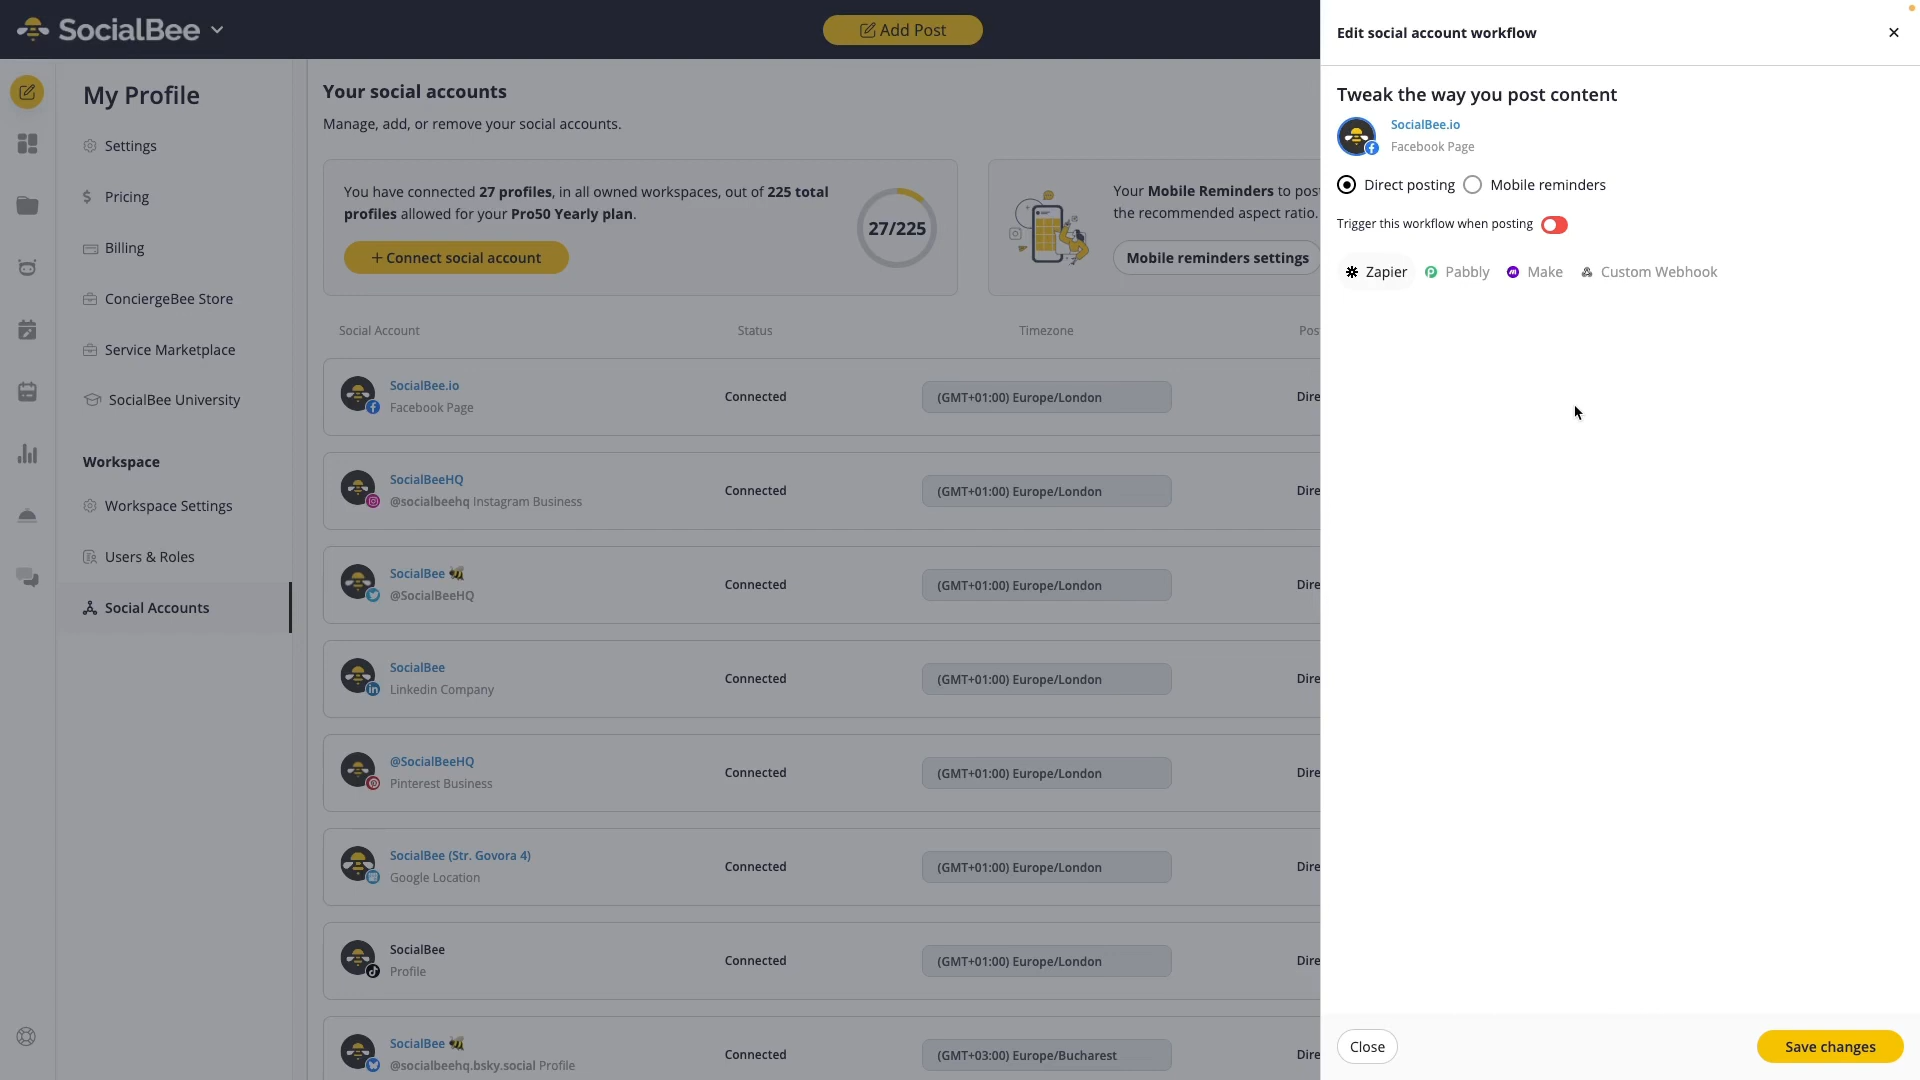 SocialBee
Add Post
My Profile
Settings
Pricing
Billing
ConciergeBee Store
Service Marketplace
SocialBee University
Workspace
Workspace Settings
Users & Roles
Social Accounts
Your social accounts
Manage, add, or remove your social accounts.
You have connected 27 profiles, in all owned workspaces, out of 225 total
profiles allowed for your Pro50 Yearly plan.
27/225
+ Connect social account
Your Mobile Reminders to pos
the recommended aspect ratio.
Mobile reminders settings
Social Account Status Timezone Pos
SocialBee.io
Facebook Page
Connected
(GMT+01:00) Europe/London
Dire
SocialBeeHQ
@socialbeehq Instagram Business
Connected
(GMT+01:00) Europe/London
Dire
SocialBee 🐝
@SocialBeeHQ
Connected
(GMT+01:00) Europe/London
Dire
SocialBee
Linkedin Company
Connected
(GMT+01:00) Europe/London
Dire
@SocialBeeHQ
Pinterest Business
Connected
(GMT+01:00) Europe/London
Dire
SocialBee (Str. Govora 4)
Google Location
Connected
(GMT+01:00) Europe/London
Dire
SocialBee
Profile
Connected
(GMT+01:00) Europe/London
Dire
SocialBee 🐝
@socialbeehq.bsky.social Profile
Connected
(GMT+03:00) Europe/Bucharest
Dire
Edit social account workflow
Tweak the way you post content
SocialBee.io
Facebook Page
Direct posting Mobile reminders
Trigger this workflow when posting
Zapier Pabbly Make Custom Webhook
Close
Save changes